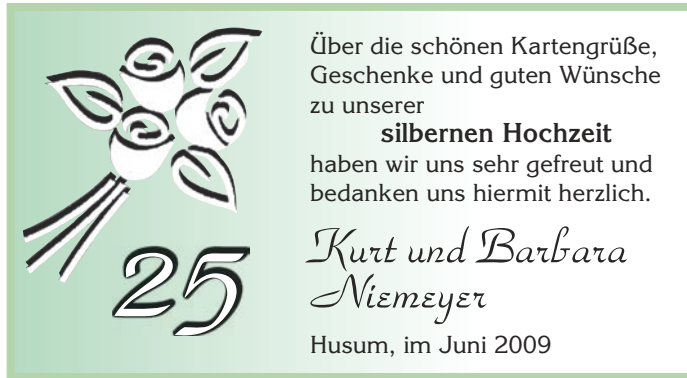 Über die schönen Kartengrüße,
Geschenke und guten Wünsche
zu unserer
silbernen Hochzeit
haben wir uns sehr gefreut und
bedanken uns hiermit herzlich.
Kurt und Barbara
Niemeyer
Husum, im Juni 2009
25